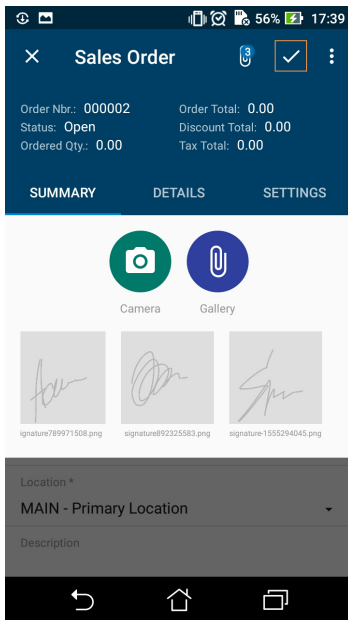 56% 17:39
Sales Order 3
Order Nbr.: 000002 Order Total: 0.00
Status: Open Discount Total: 0.00
Ordered Qty.: 0.00 Tax Total: 0.00
SUMMARY DETAILS SETTINGS
Camera Gallery
ignature789971508.png signature892325583.png signature-1555294045.png
Location *
MAIN - Primary Location
Description